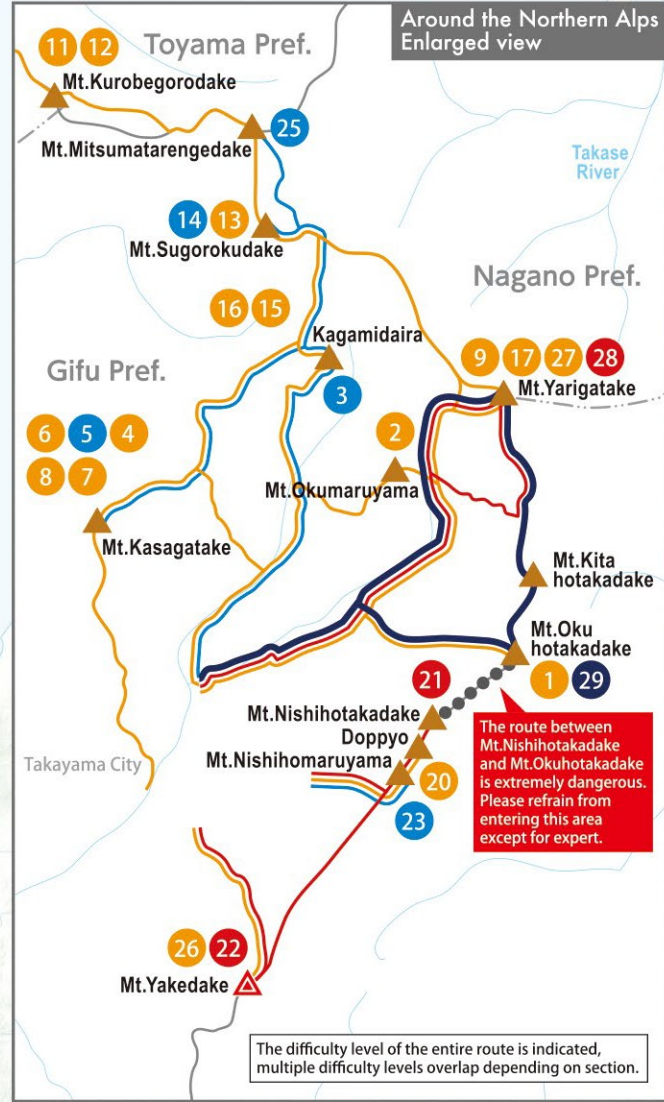 Around the Northern Alps
Enlarged view
11 12
Toyama Pref.
Mt.Kurobegorodake
25
Mt.Mitsumatarengedake
Takase
River
14 13
Mt.Sugorokudake
Nagano Pref.
16 15
Kagamidaira
9 17 27 28
Mt.Yarigatake
Gifu Pref.
3
6 5 4
2
8 7
Mt.Okumaruyama
Mt.Kasagatake
Mt.Kita
hotakadake
Mt.Oku
hotakadake
21
1 29
Mt.Nishihotakadake
Doppyo
Mt.Nishihomaruyama
20
23
The route between
Mt.Nishihotakadake
and Mt.Okuhotakadake
is extremely dangerous.
Please refrain from
entering this area
except for expert.
Takayama City
26 22
Mt.Yakedake
The difficulty level of the entire route is indicated,
multiple difficulty levels overlap depending on section.